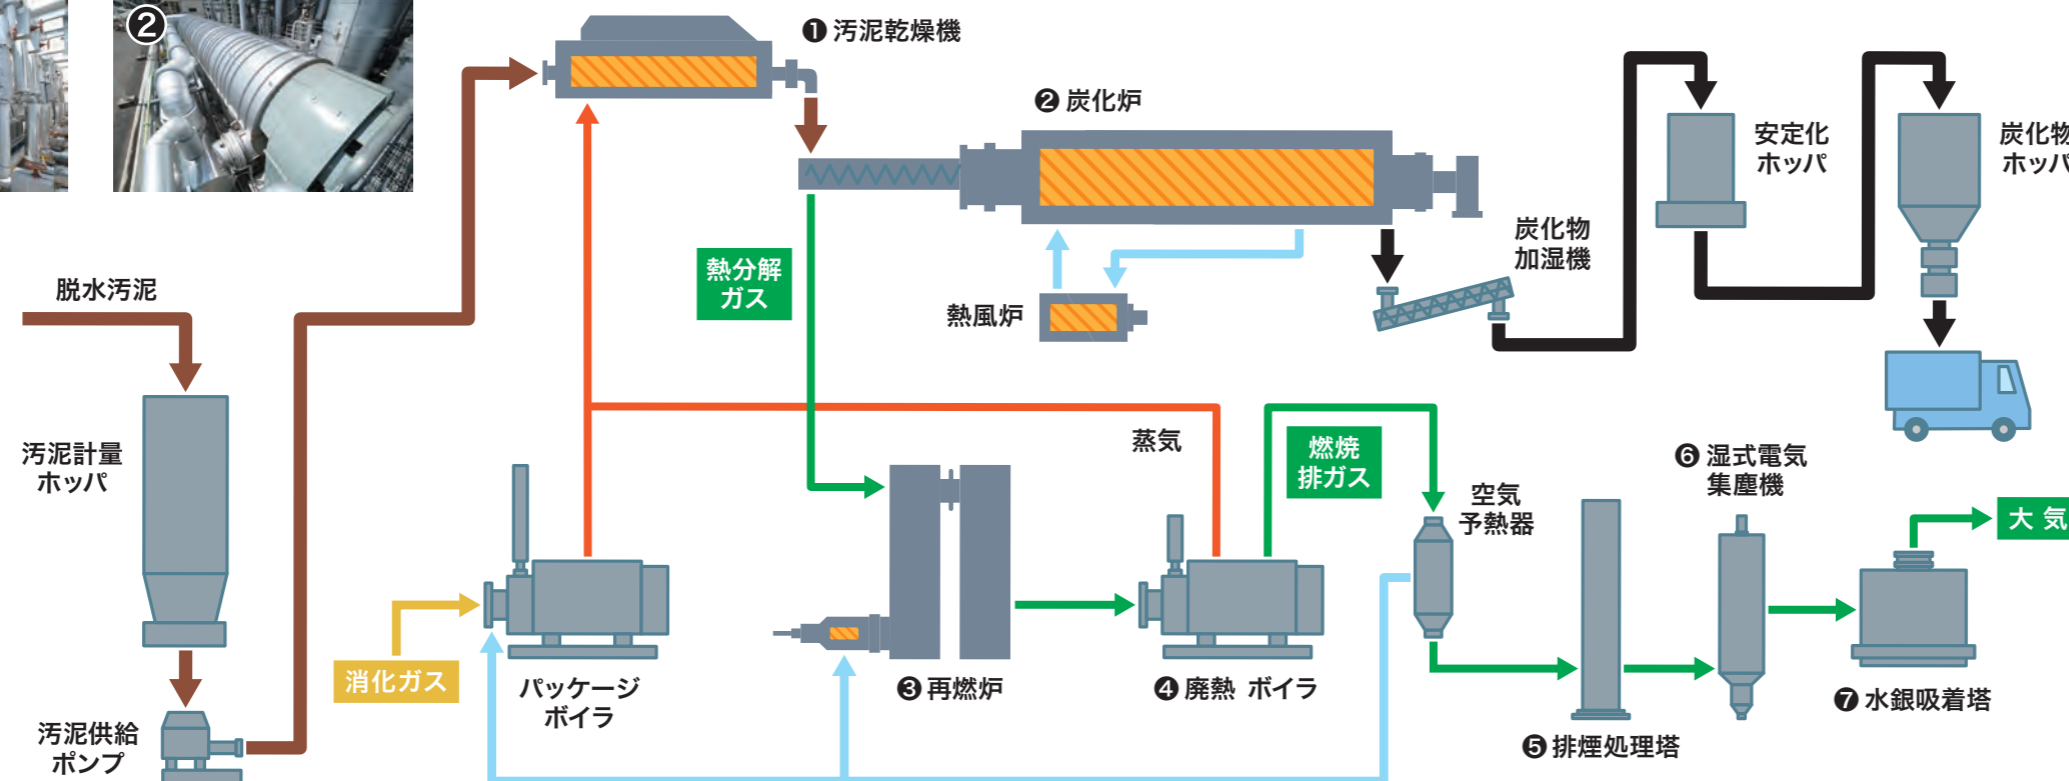 ❷
❶ 汚泥乾燥機
❷ 炭化炉
安定化
ホッパ
炭化物
ホッパ
炭化物
加湿機
熱分解
ガス
熱風炉
脱水汚泥
汚泥計量
ホッパ
蒸気
燃焼
排ガス
空気
予熱器
❻ 湿式電気
集塵機
大 気
消化ガス
パッケージ
ボイラ
❸ 再燃炉
❹ 廃熱 ボイラ
❼ 水銀吸着塔
❺ 排煙処理塔
汚泥供給
ポンプ